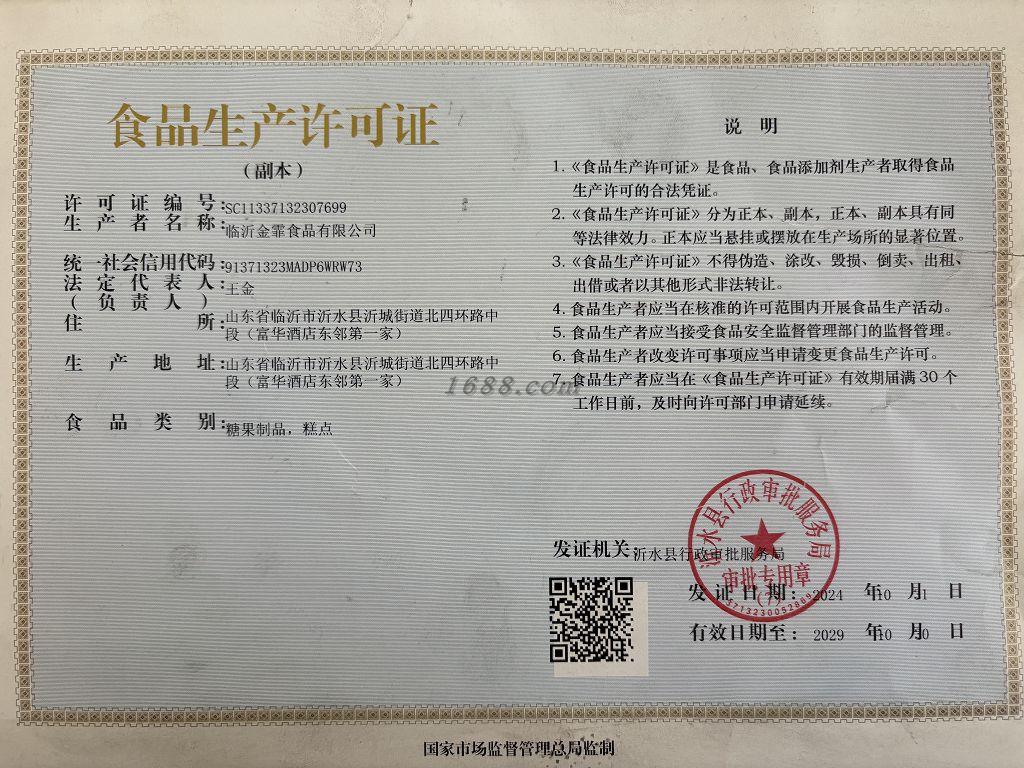 食品生产许可证
（副本）
许可证编号：SC11337132307699
生产者名称：临沂金霏食品有限公司
统一社会信用代码：91371323MADP6WRW73
法定代表人：王金
（负责人）
住所：山东省临沂市沂水县沂城街道北四环路中
段（富华酒店东邻第一家）
生产地址：山东省临沂市沂水县沂城街道北四环路中
段（富华酒店东邻第一家）
食品类别：糖果制品，糕点
说明
1.《食品生产许可证》是食品、食品添加剂生产者取得食品
生产许可的合法凭证。
2.《食品生产许可证》分为正本、副本，正本、副本具有同
等法律效力。正本应当悬挂或摆放在生产场所的显著位置。
3.《食品生产许可证》不得伪造、涂改、毁损、倒卖、出租、
出借或者以其他形式非法转让。
4.食品生产者应当在核准的许可范围内开展食品生产活动。
5.食品生产者应当接受食品安全监督管理部门的监督管理。
6.食品生产者改变许可事项应当申请变更食品生产许可。
7.食品生产者应当在《食品生产许可证》有效期届满30个
工作日前，及时向许可部门申请延续。
1688.com
发证机关：沂水县行政审批服务局
沂水县行政审批服务局
审批专用章
(7)
发证日期：2024 年10 月1 日
有效日期至：2029 年10 月0 日
国家市场监督管理总局监制